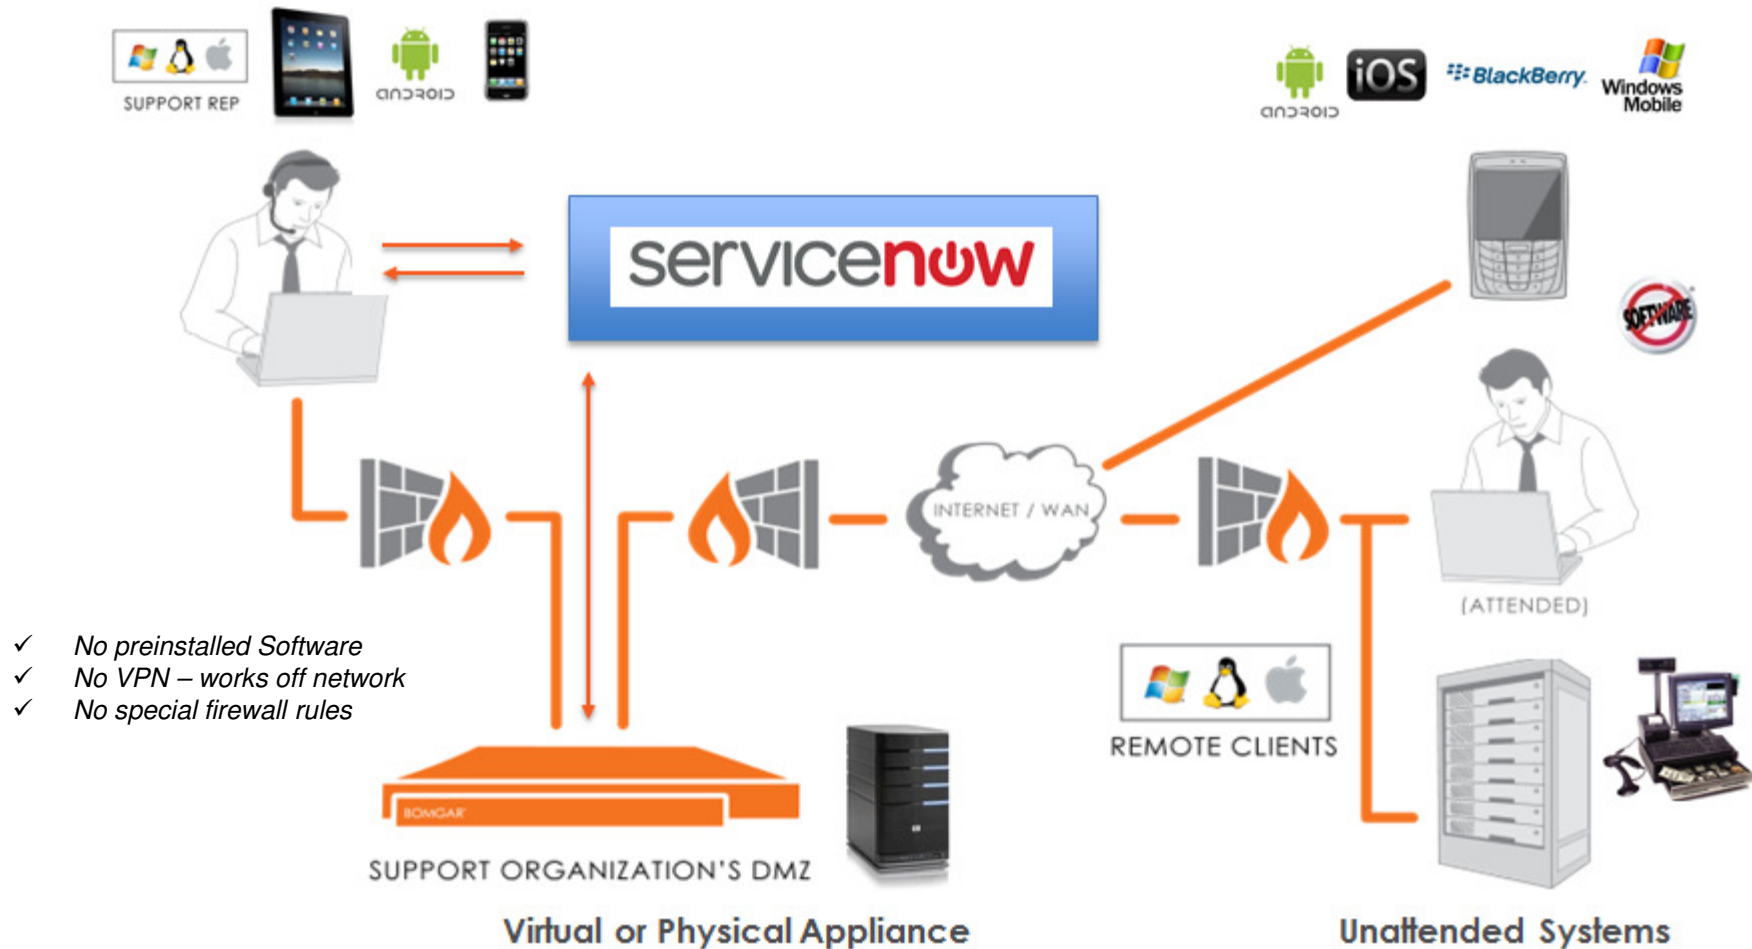 SUPPORT REP
android
android
iOS
BlackBerry
Windows
Mobile
servicenow
SOFTWARE
INTERNET / WAN
(ATTENDED)
✓ No preinstalled Software
✓ No VPN – works off network
✓ No special firewall rules
REMOTE CLIENTS
BOMGAR
SUPPORT ORGANIZATION'S DMZ
Virtual or Physical Appliance
Unattended Systems